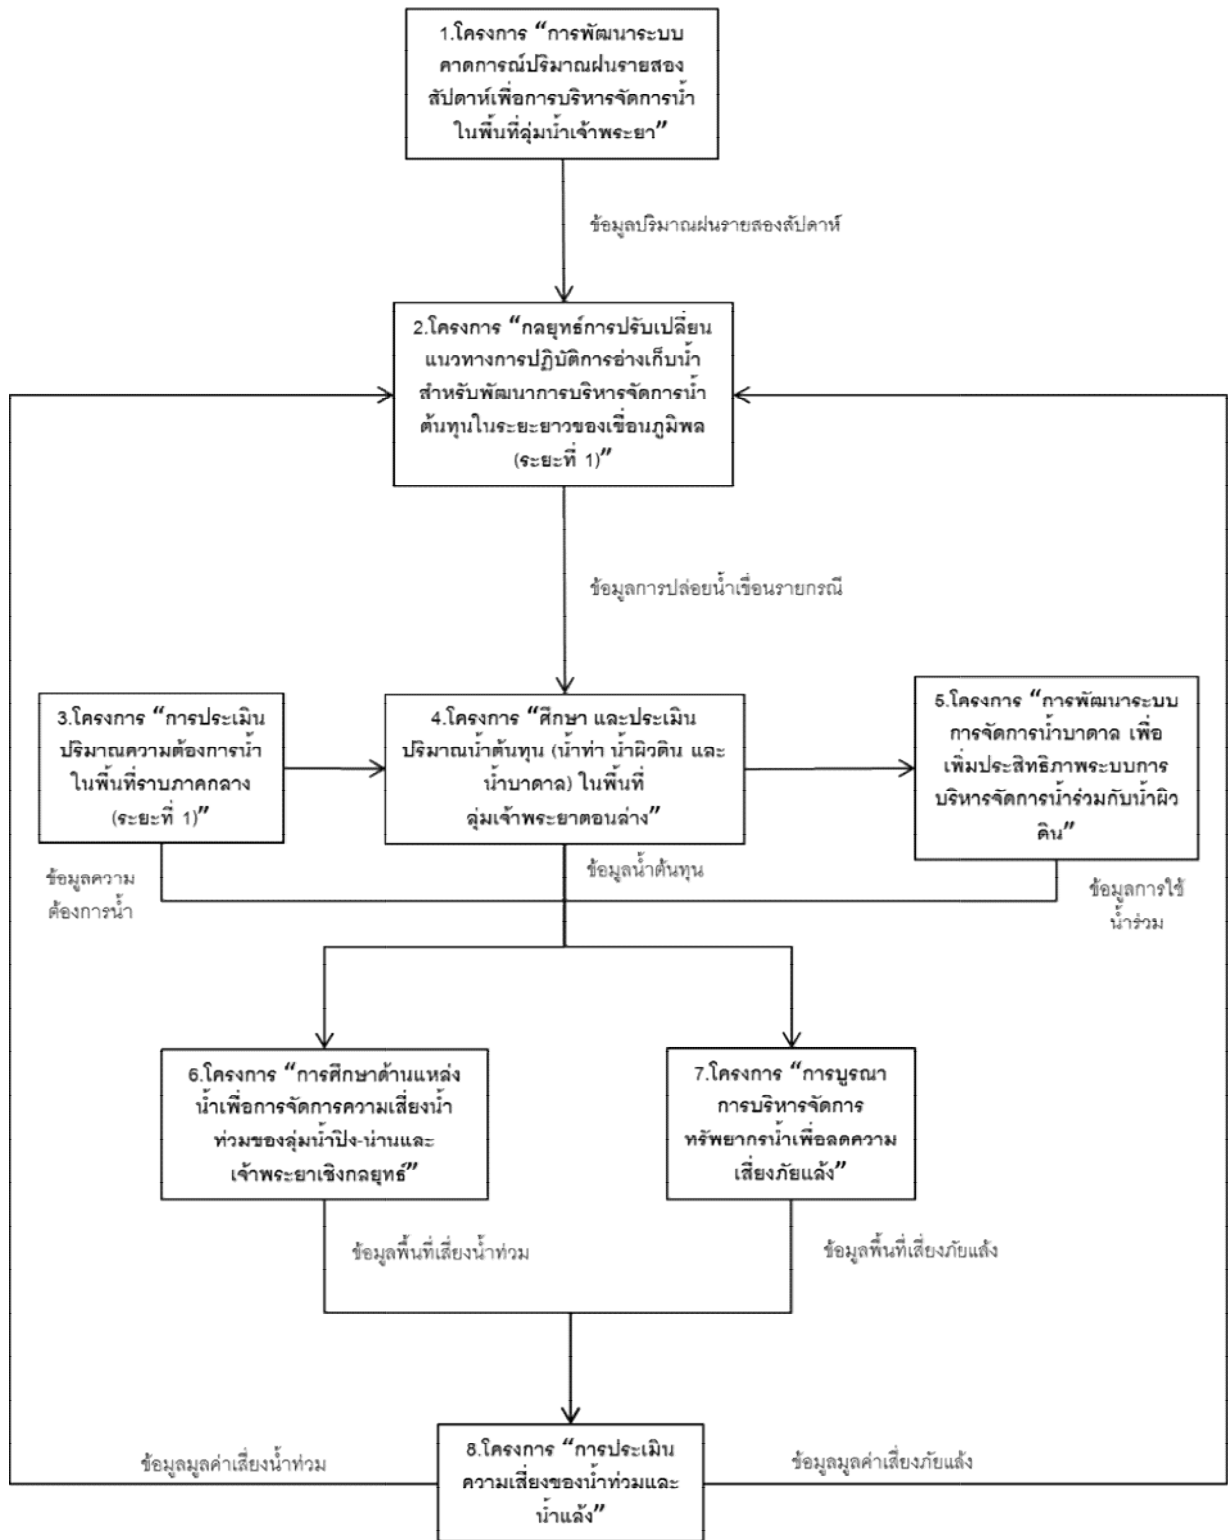 1.โครงการ “การพัฒนาระบบ
คาดการณ์ปริมาณฝนรายสอง
สัปดาห์เพื่อการบริหารจัดการน้ำ
ในพื้นที่ลุ่มน้ำเจ้าพระยา”
ข้อมูลปริมาณฝนรายสองสัปดาห์
2.โครงการ “กลยุทธ์การปรับเปลี่ยน
แนวทางการปฏิบัติการอ่างเก็บน้ำ
สำหรับพัฒนาการบริหารจัดการน้ำ
ต้นทุนในระยะยาวของเขื่อนภูมิพล
(ระยะที่ 1)”
ข้อมูลการปล่อยน้ำเขื่อนรายกรณี
3.โครงการ “การประเมิน
ปริมาณความต้องการน้ำ
ในพื้นที่ราบภาคกลาง
(ระยะที่ 1)”
4.โครงการ “ศึกษา และประเมิน
ปริมาณน้ำต้นทุน (น้ำท่า น้ำผิวดิน และ
น้ำบาดาล) ในพื้นที่
ลุ่มเจ้าพระยาตอนล่าง”
5.โครงการ “การพัฒนาระบบ
การจัดการน้ำบาดาล เพื่อ
เพิ่มประสิทธิภาพระบบการ
บริหารจัดการน้ำร่วมกับน้ำผิว
ดิน”
ข้อมูลความ
ต้องการน้ำ
ข้อมูลน้ำต้นทุน
ข้อมูลการใช้
น้ำร่วม
6.โครงการ “การศึกษาด้านแหล่ง
น้ำเพื่อการจัดการความเสี่ยงน้ำ
ท่วมของลุ่มน้ำปิง-น่านและ
เจ้าพระยาเชิงกลยุทธ์”
7.โครงการ “การบูรณา
การบริหารจัดการ
ทรัพยากรน้ำเพื่อลดความ
เสี่ยงภัยแล้ง”
ข้อมูลพื้นที่เสี่ยงน้ำท่วม
ข้อมูลพื้นที่เสี่ยงภัยแล้ง
8.โครงการ “การประเมิน
ความเสี่ยงของน้ำท่วมและ
น้ำแล้ง”
ข้อมูลมูลค่าเสี่ยงน้ำท่วม
ข้อมูลมูลค่าเสี่ยงภัยแล้ง